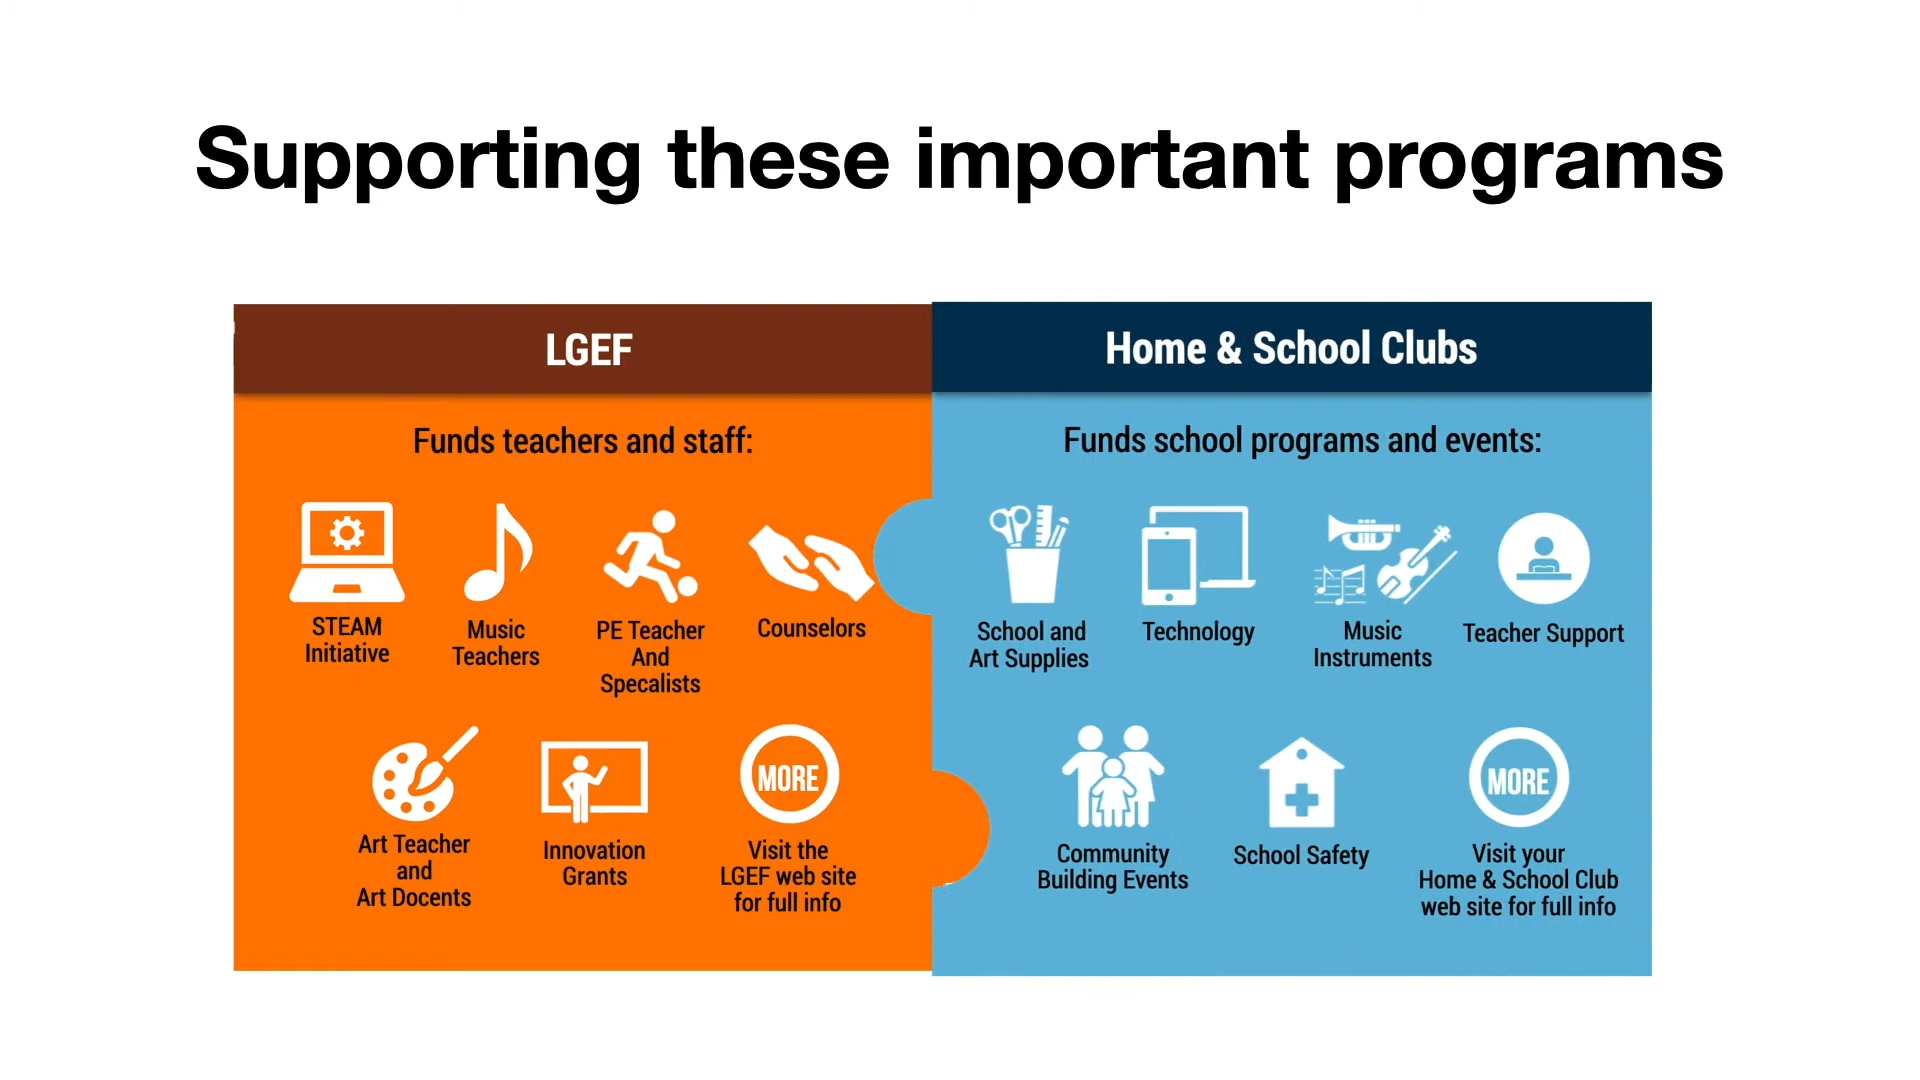 Supporting these important programs
LGEF
Funds teachers and staff:
STEAM
Initiative
Music
Teachers
PE Teacher
And
Specalists
Counselors
Art Teacher
and
Art Docents
Innovation
Grants
MORE
Visit the
LGEF web site
for full info
Home & School Clubs
Funds school programs and events:
School and
Art Supplies
Technology
Music
Instruments
Teacher Support
Community
Building Events
School Safety
MORE
Visit your
Home & School Club
web site for full info